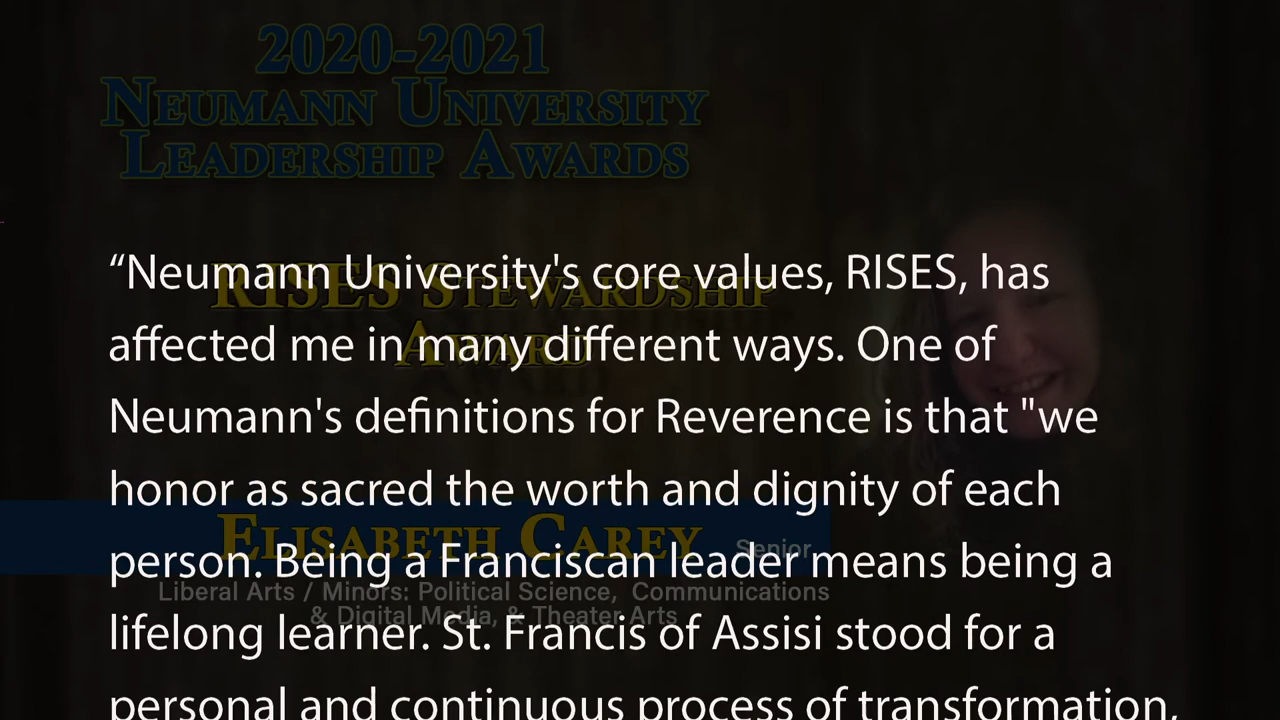 2020-2021
NEUMANN UNIVERSITY
LEADERSHIP AWARDS
RISES STEWARDSHIP
AWARD
ELISABETH CAREY Senior
Liberal Arts / Minors: Political Science, Communications
& Digital Media, & Theater Arts
“Neumann University's core values, RISES, has
affected me in many different ways. One of
Neumann's definitions for Reverence is that "we
honor as sacred the worth and dignity of each
person. Being a Franciscan leader means being a
lifelong learner. St. Francis of Assisi stood for a
personal and continuous process of transformation,